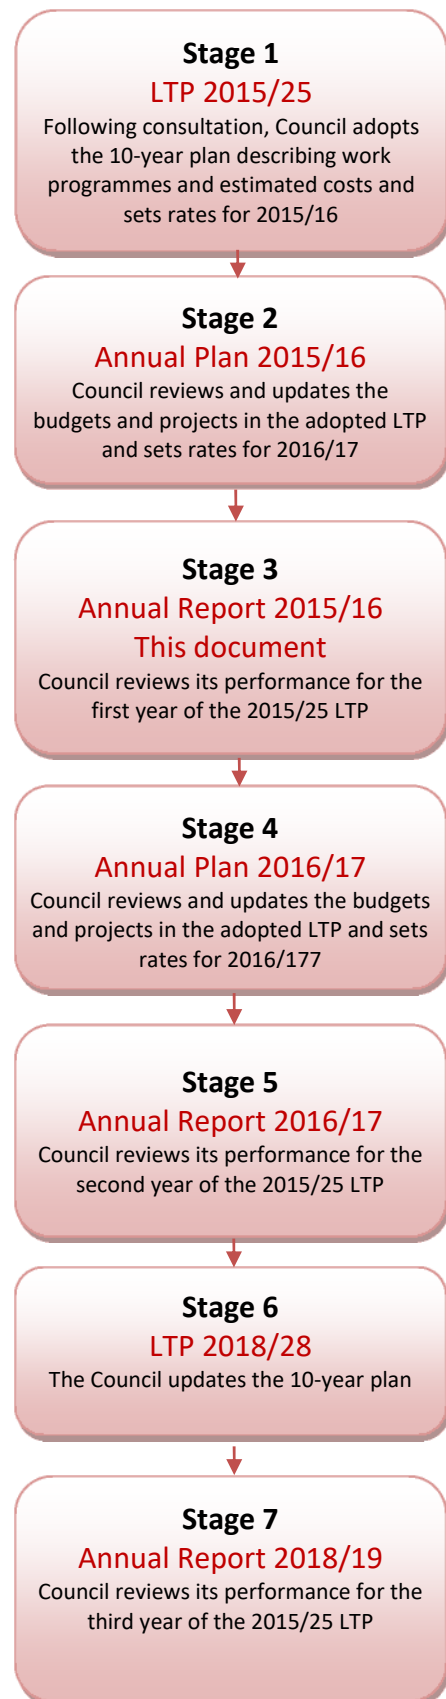 Stage 1
LTP 2015/25
Following consultation, Council adopts
the 10-year plan describing work
programmes and estimated costs and
sets rates for 2015/16
Stage 2
Annual Plan 2015/16
Council reviews and updates the
budgets and projects in the adopted LTP
and sets rates for 2016/17
Stage 3
Annual Report 2015/16
This document
Council reviews its performance for the
first year of the 2015/25 LTP
Stage 4
Annual Plan 2016/17
Council reviews and updates the budgets
and projects in the adopted LTP and sets
rates for 2016/177
Stage 5
Annual Report 2016/17
Council reviews its performance for the
second year of the 2015/25 LTP
Stage 6
LTP 2018/28
The Council updates the 10-year plan
Stage 7
Annual Report 2018/19
Council reviews its performance for the
third year of the 2015/25 LTP